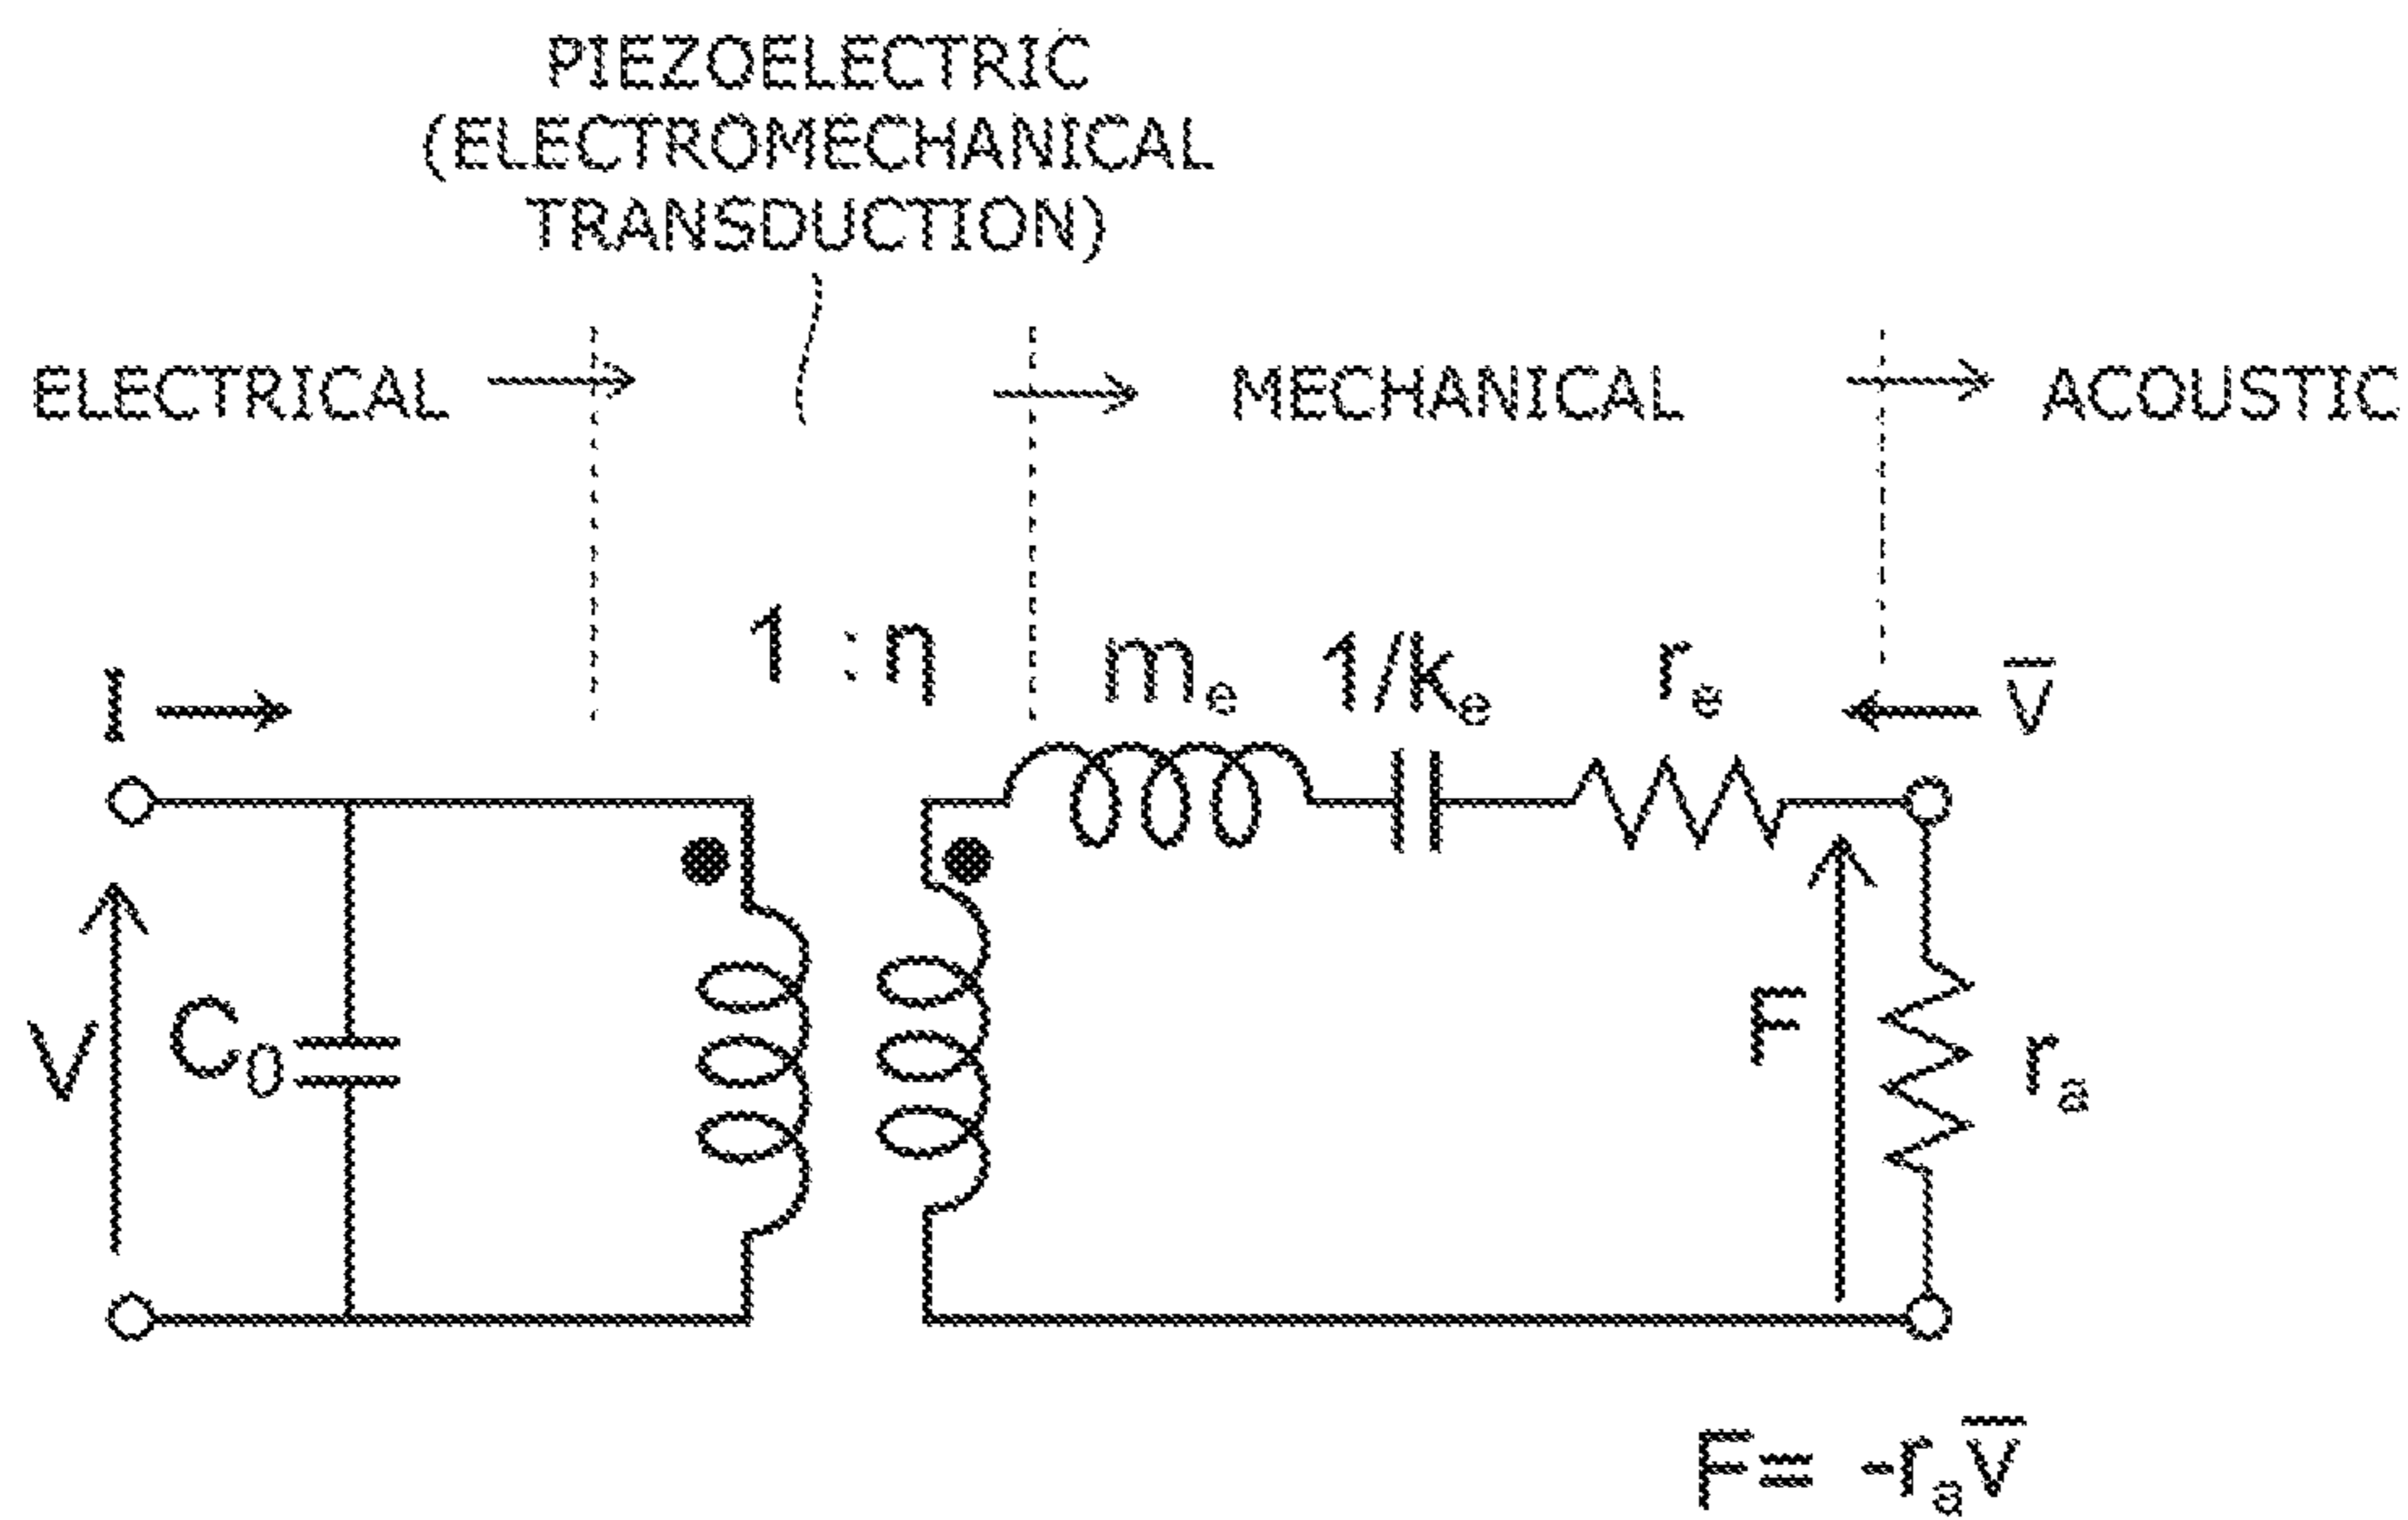 PIEZOELECTRIC
(ELECTROMECHANICAL
TRANSDUCTION)
ELECTRICAL
MECHANICAL
ACOUSTIC
1 : η
mₑ
1/kₑ
rₑ
I
v̅
V
C₀
F
rₐ
F= -rₐv̅